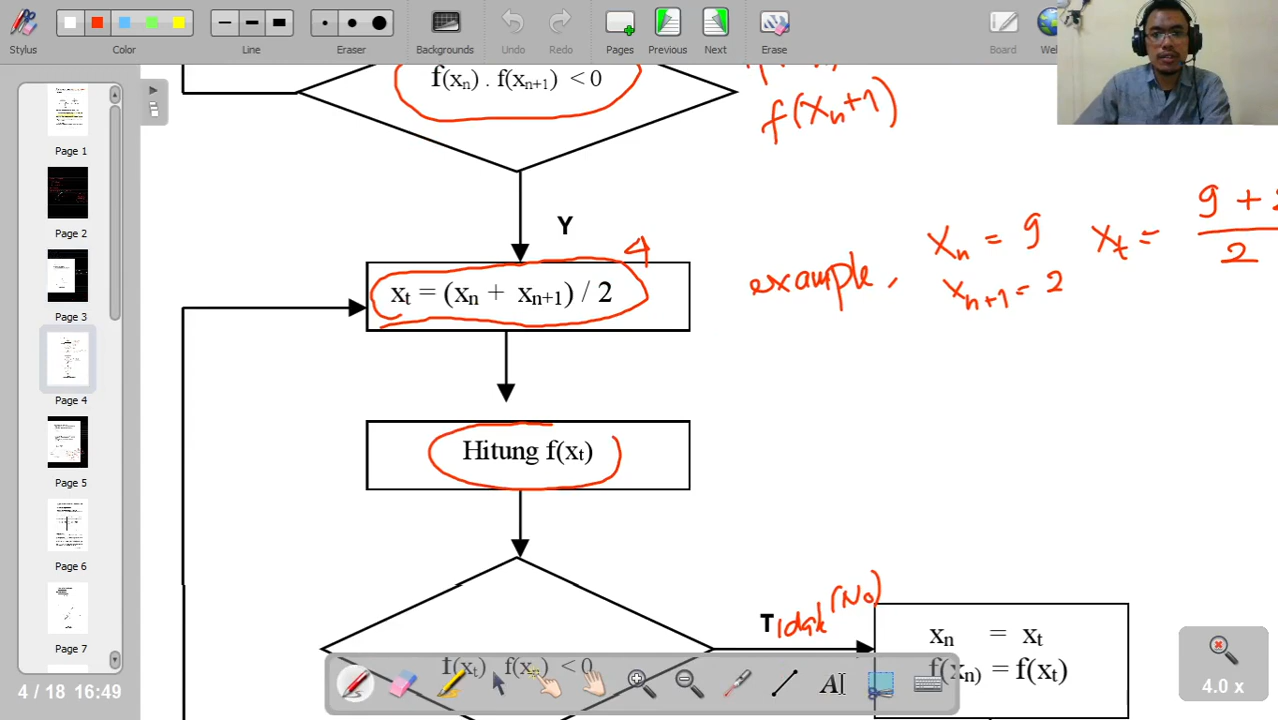 Stylus
Color
Line
Eraser
Backgrounds
Undo
Redo
Pages
Previous
Next
Erase
Board
Page 1
Page 2
Page 3
Page 4
Page 5
Page 6
Page 7
4 / 18 16:49
f(xn) . f(xn+1) < 0
f(xn+1)
Y
4
xt = (xn + xn+1) / 2
example,
xn = 9
xn+1 = 2
xt =
9 +
2
Hitung f(xt)
Tidak (No)
xn = xt
f(xn) = f(xt)
f(xt) f(xn) < 0
4.0 x